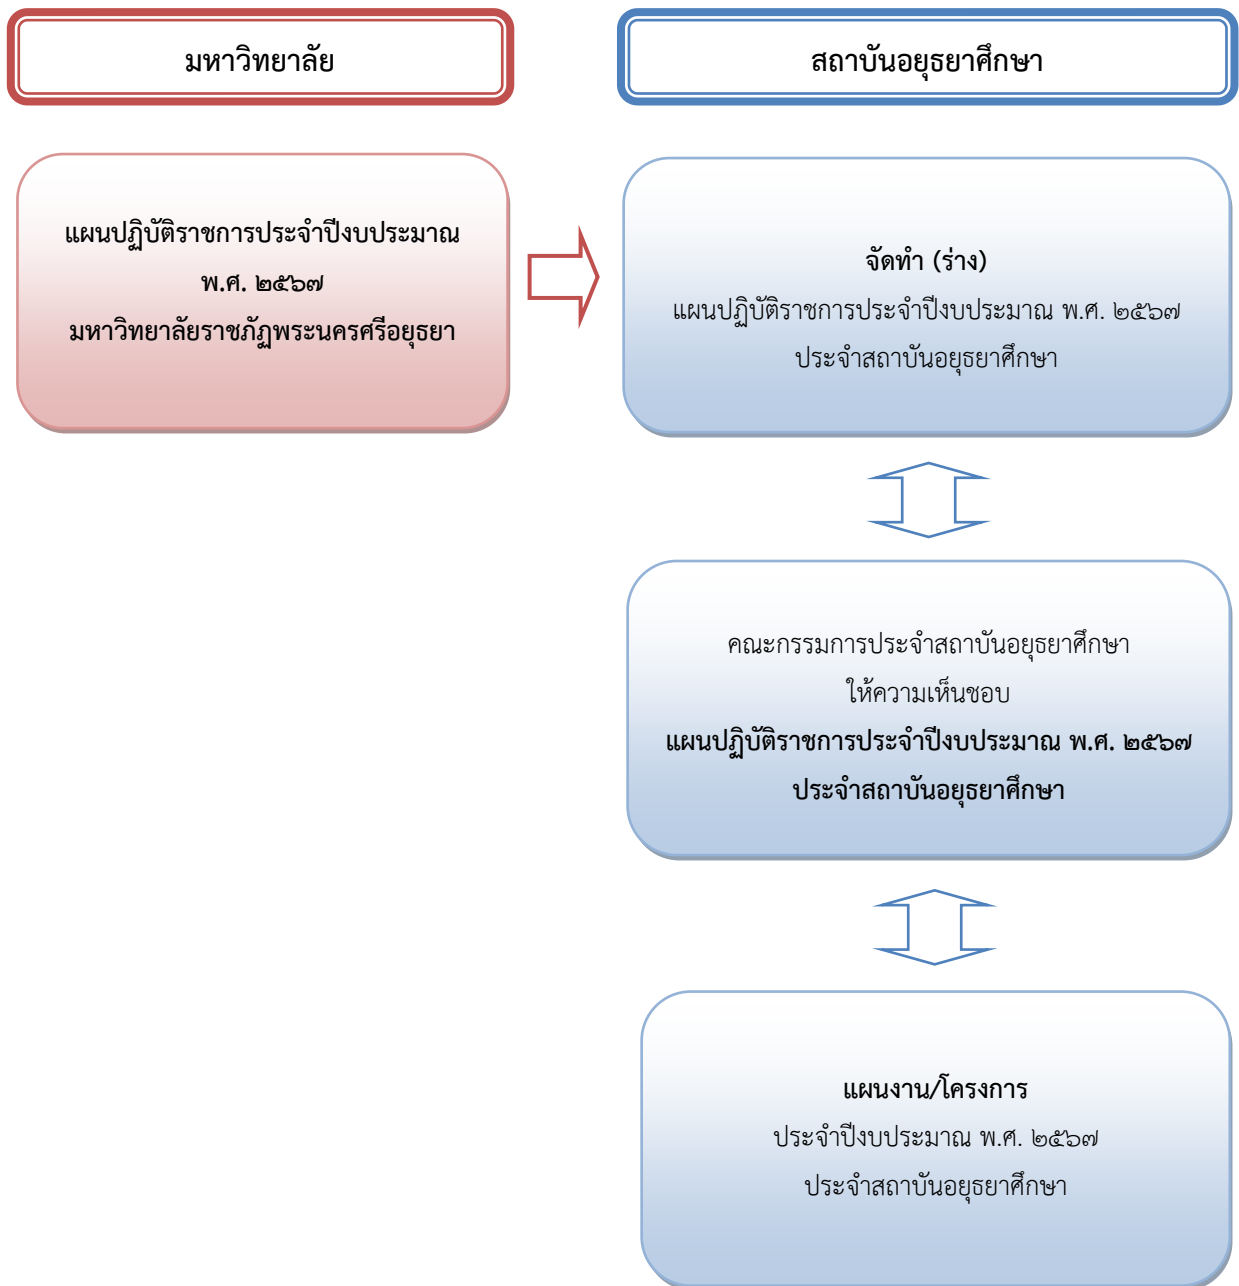 มหาวิทยาลัย
สถาบันอยุธยาศึกษา
แผนปฏิบัติราชการประจำปีงบประมาณ
พ.ศ. ๒๕๖๗
มหาวิทยาลัยราชภัฏพระนครศรีอยุธยา
จัดทำ (ร่าง)
แผนปฏิบัติราชการประจำปีงบประมาณ พ.ศ. ๒๕๖๗
ประจำสถาบันอยุธยาศึกษา
คณะกรรมการประจำสถาบันอยุธยาศึกษา
ให้ความเห็นชอบ
แผนปฏิบัติราชการประจำปีงบประมาณ พ.ศ. ๒๕๖๗
ประจำสถาบันอยุธยาศึกษา
แผนงาน/โครงการ
ประจำปีงบประมาณ พ.ศ. ๒๕๖๗
ประจำสถาบันอยุธยาศึกษา